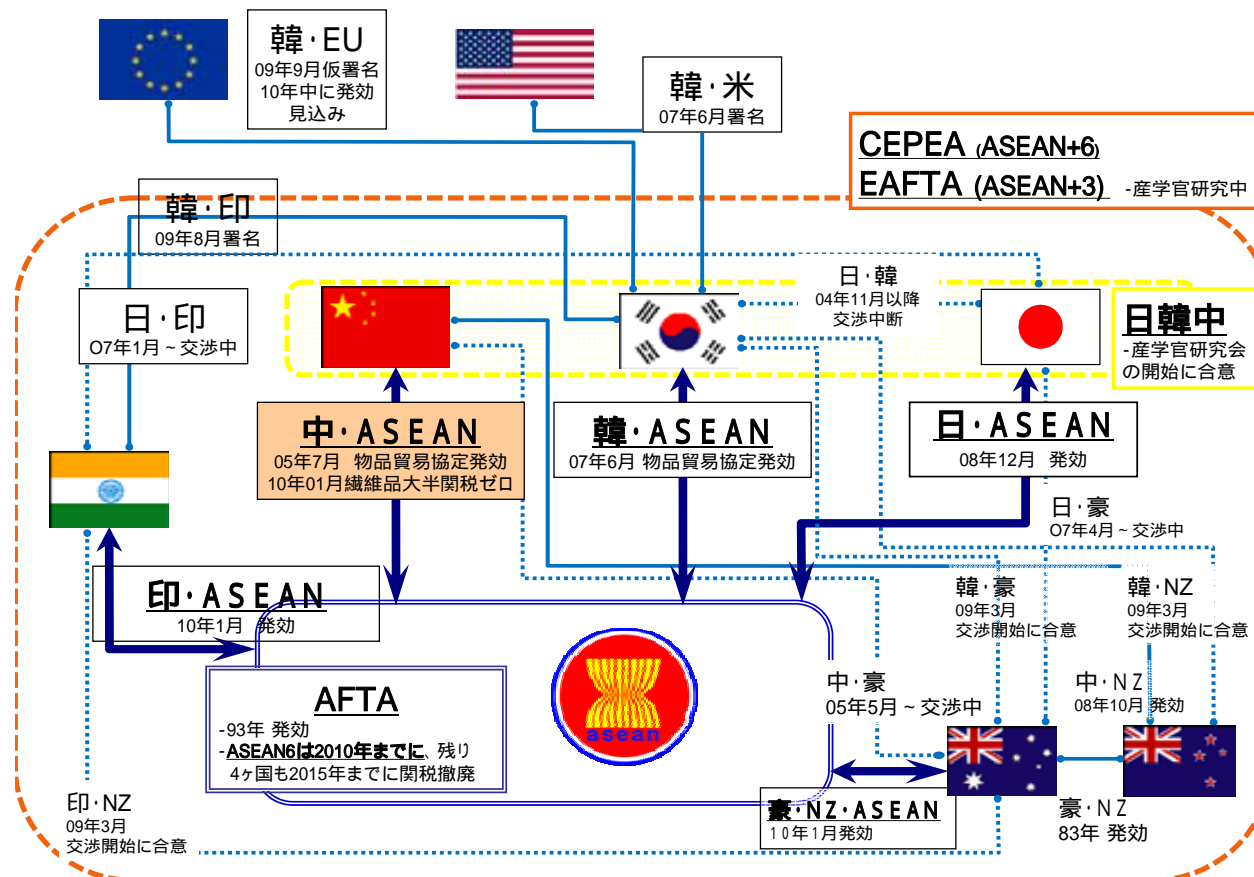 韓・EU
09年9月仮署名
10年中に発効
見込み
韓・米
07年6月署名
CEPEA (ASEAN+6)
EAFTA (ASEAN+3) -産学官研究中
韓・印
09年8月署名
日・印
O7年1月~交渉中
日・韓
04年11月以降
交渉中断
日韓中
-産学官研究会
の開始に合意
中・ASEAN
05年7月 物品貿易協定発効
10年01月繊維品大半関税ゼロ
韓・ASEAN
07年6月 物品貿易協定発効
日・ASEAN
08年12月 発効
日・豪
O7年4月~交渉中
印・ASEAN
10年1月 発効
韓・豪
09年3月
交渉開始に合意
韓・NZ
09年3月
交渉開始に合意
AFTA
-93年 発効
-ASEAN6は2010年までに、残り
4ヶ国も2015年までに関税撤廃
asean
中・豪
05年5月~交渉中
中・NZ
08年10月 発効
印・NZ
09年3月
交渉開始に合意
豪・NZ・ASEAN
10年1月発効
豪・NZ
83年 発効